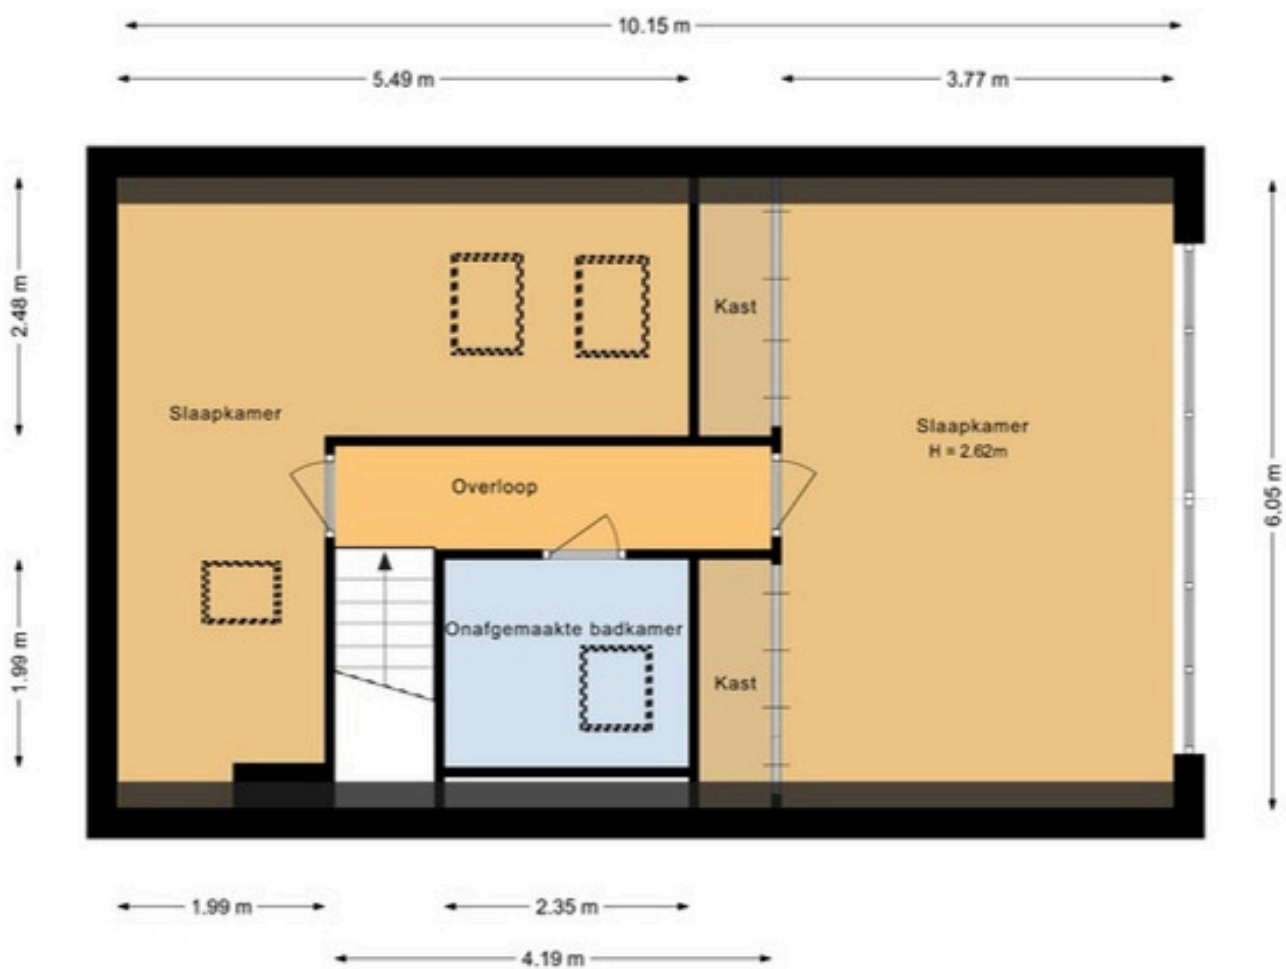 10.15 m
5.49 m
3.77 m
2.48 m
Kast
Slaapkamer
Slaapkamer
H = 2.62m
Overloop
6.05 m
1.99 m
Onafgemaakte badkamer
Kast
1.99 m
2.35 m
4.19 m